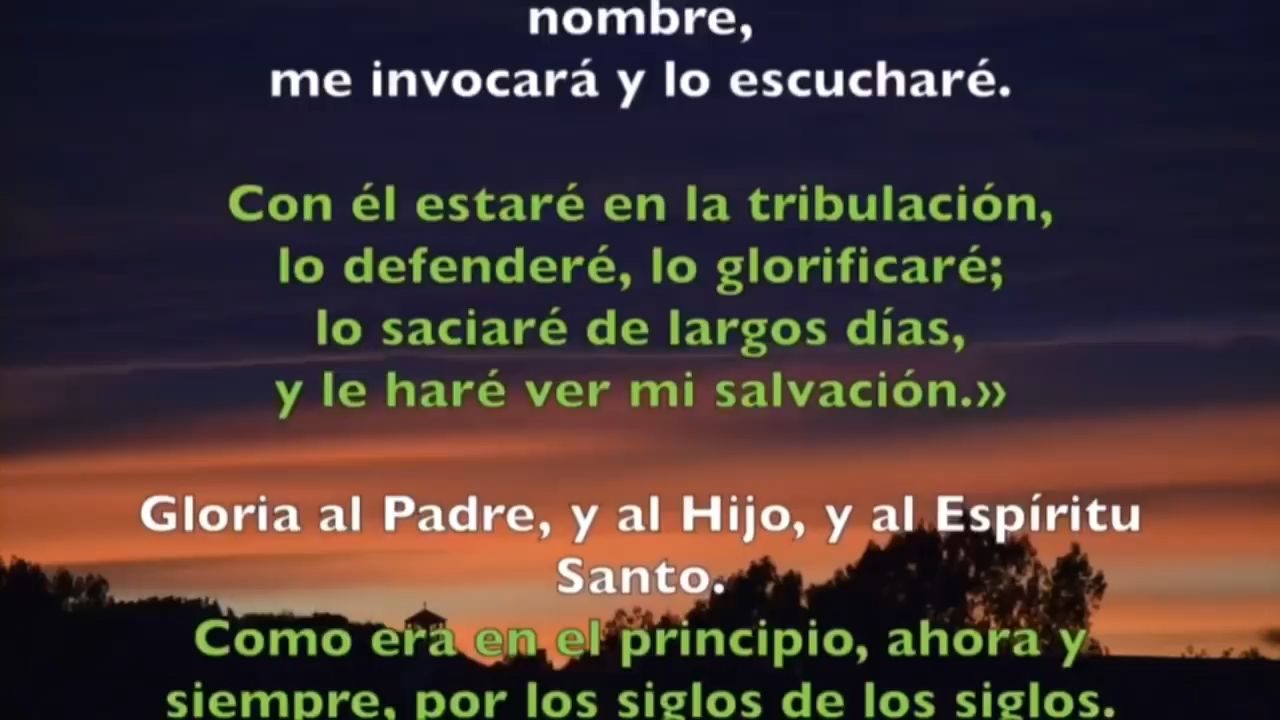 nombre,
me invocará y lo escucharé.
Con él estaré en la tribulación,
lo defenderé, lo glorificaré;
lo saciaré de largos días,
y le haré ver mi salvación.»
Gloria al Padre, y al Hijo, y al Espíritu
Santo.
Como era en el principio, ahora y
siempre, por los siglos de los siglos.